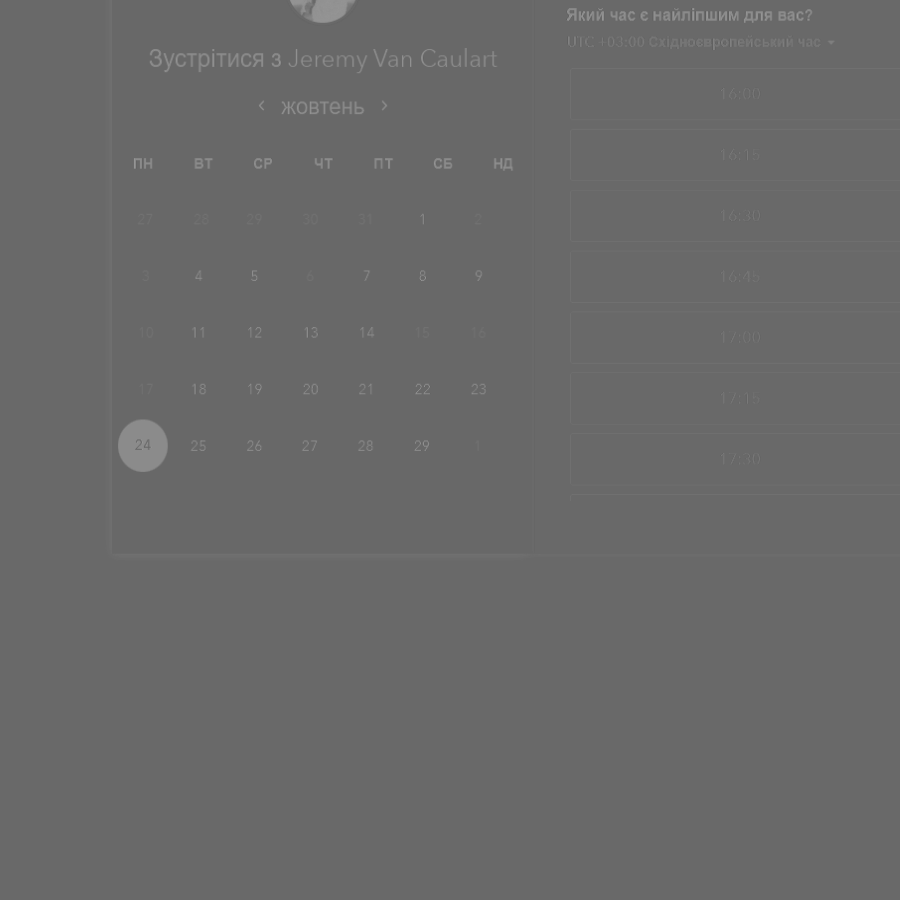 Зустрітися з Jeremy Van Caulart
жовтень
ПН ВТ СР ЧТ ПТ СБ НД
27 28 29 30 31 1 2
3 4 5 6 7 8 9
10 11 12 13 14 15 16
17 18 19 20 21 22 23
24 25 26 27 28 29 1
Який час є найліпшим для вас?
UTC +03:00 Східноєвропейський час
16:00
16:15
16:30
16:45
17:00
17:15
17:30